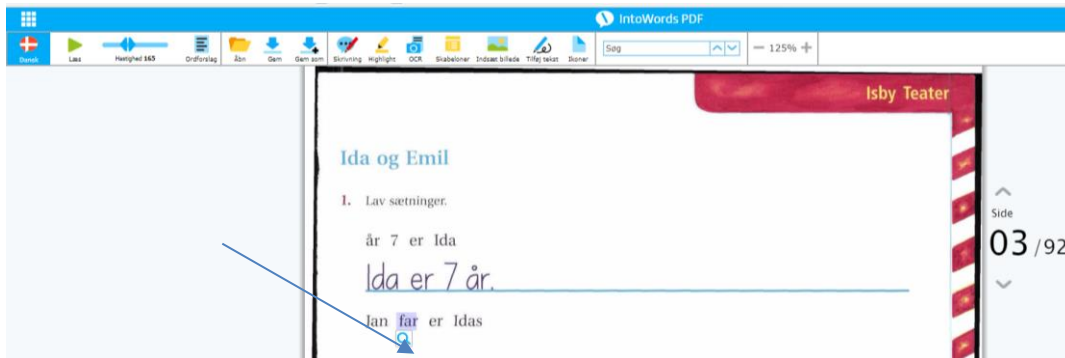 IntoWords PDF
Dansk Læs Hastighed 165 Ordforslag Åbn Gem Gem som Skrivning Highlight OCR Skabeloner Indsæt billede Tilføj tekst Ikoner Søg 125%
Isby Teater
Ida og Emil
1. Lav sætninger.
Side
år 7 er Ida
03/92
Ida er 7 år.
Jan far er Idas